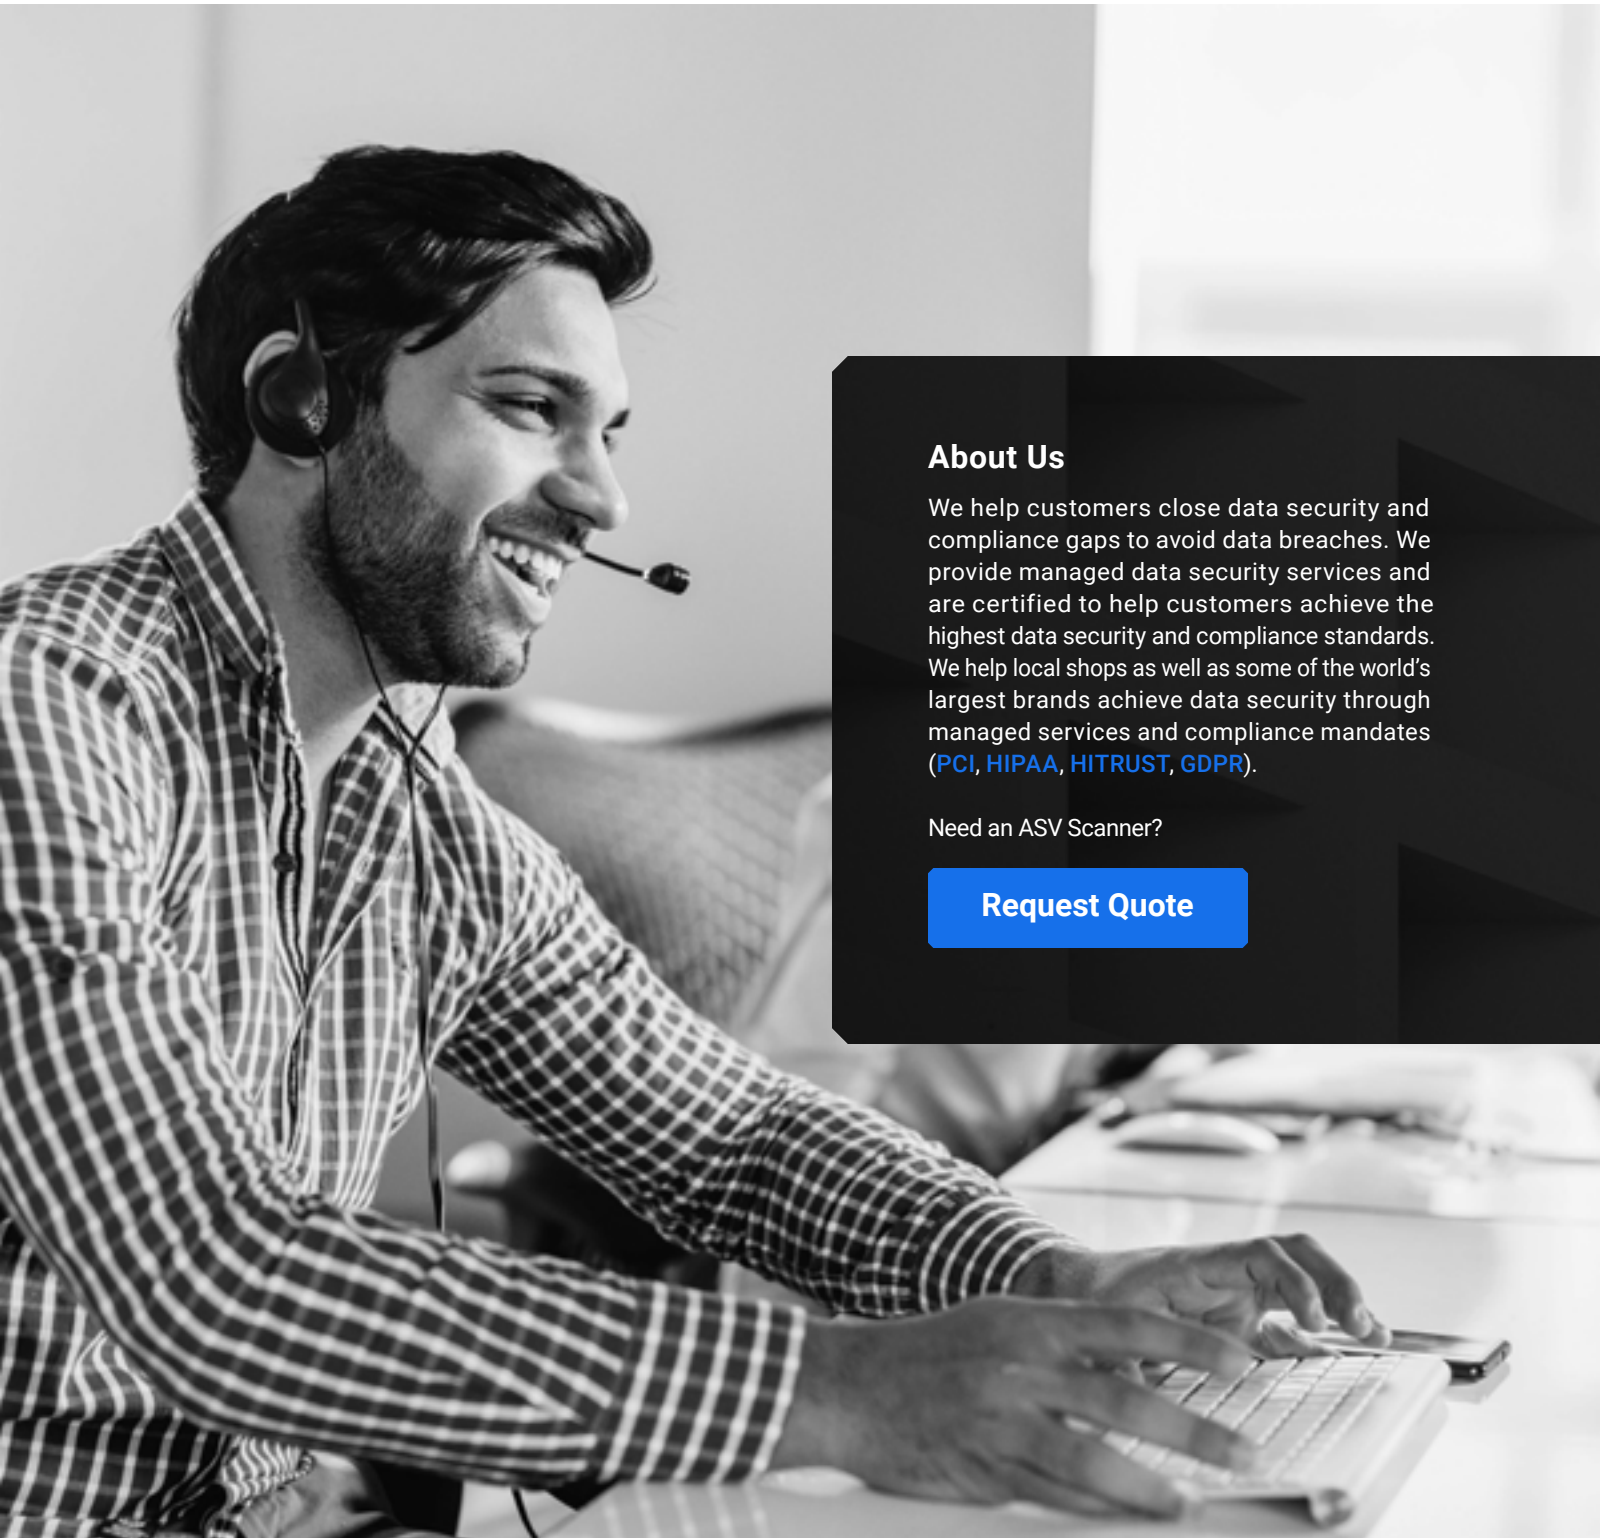 About Us
We help customers close data security and
compliance gaps to avoid data breaches. We
provide managed data security services and
are certified to help customers achieve the
highest data security and compliance standards.
We help local shops as well as some of the world’s
largest brands achieve data security through
managed services and compliance mandates
(PCI, HIPAA, HITRUST, GDPR).
Need an ASV Scanner?
Request Quote